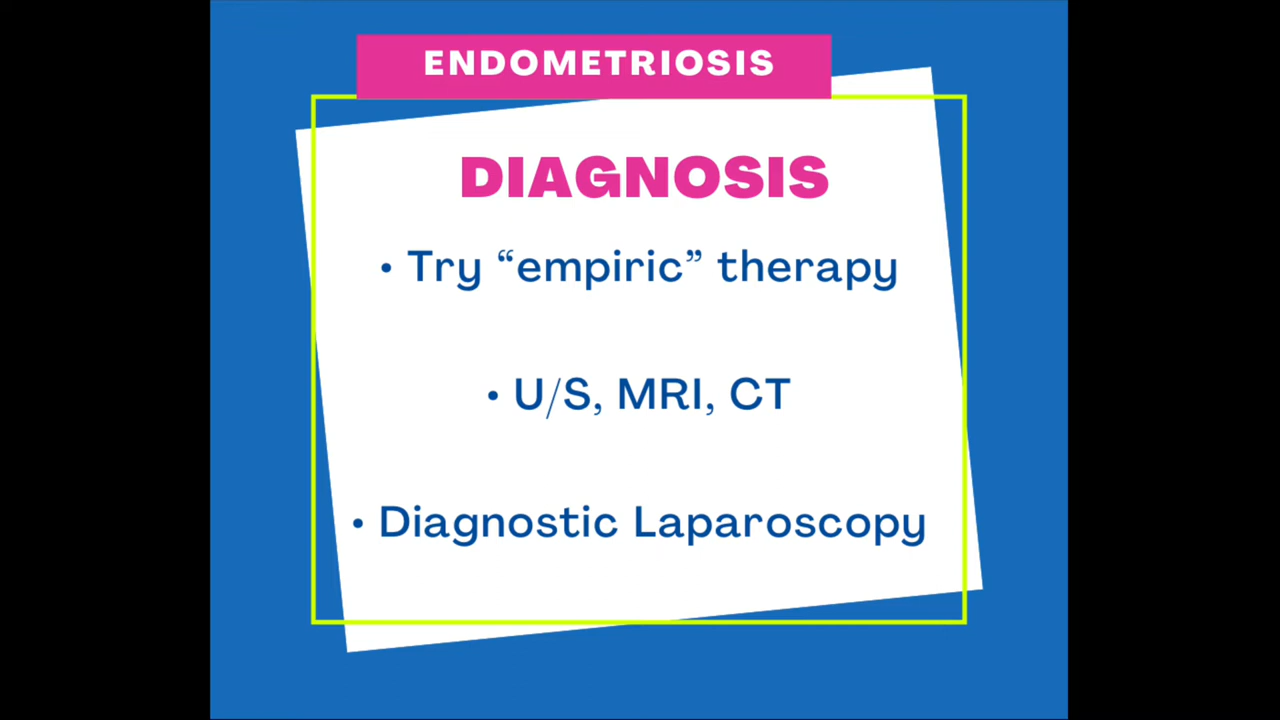 ENDOMETRIOSIS
DIAGNOSIS
• Try “empiric” therapy
• U/S, MRI, CT
• Diagnostic Laparoscopy